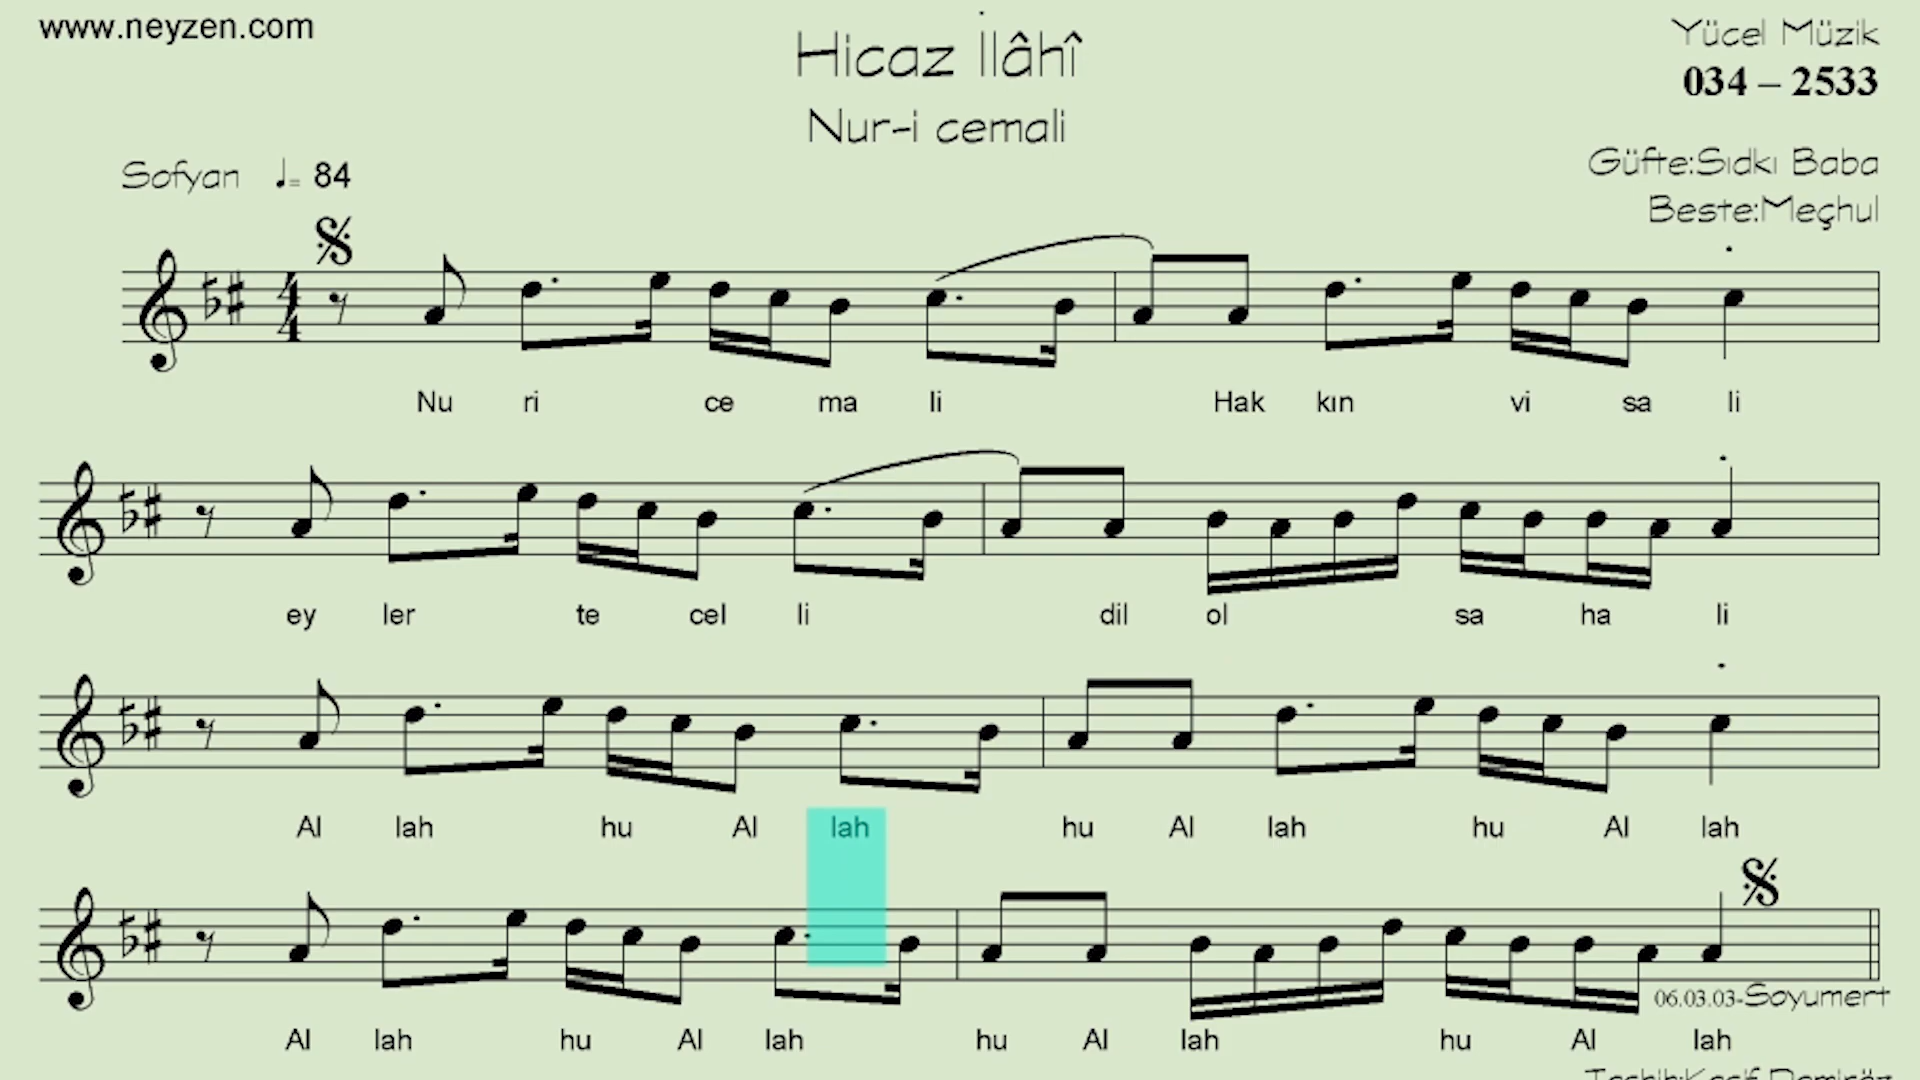 www.neyzen.com
Hicaz İlâhî
Yücel Müzik
034 – 2533
Nur-i cemali
Sofyan ♩= 84
Güfte:Sıdkı Baba
Beste:Meçhul
Nu ri ce ma li Hak kın vi sa li
ey ler te cel li dil ol sa ha li
Al lah hu Al lah hu Al lah hu Al lah
06.03.03-Soyumert
Al lah hu Al lah hu Al lah hu Al lah